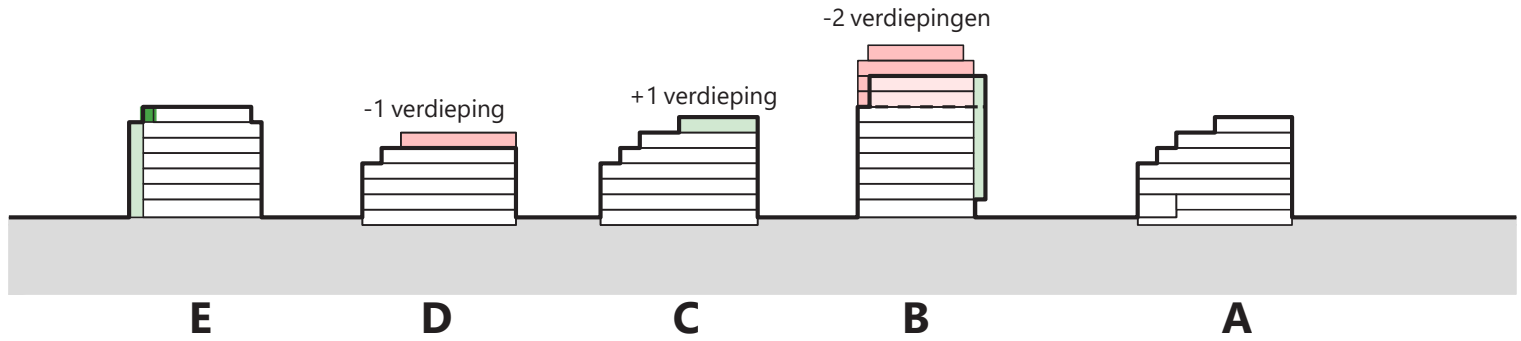 -2 verdiepingen
-1 verdieping
+1 verdieping
E D C B A